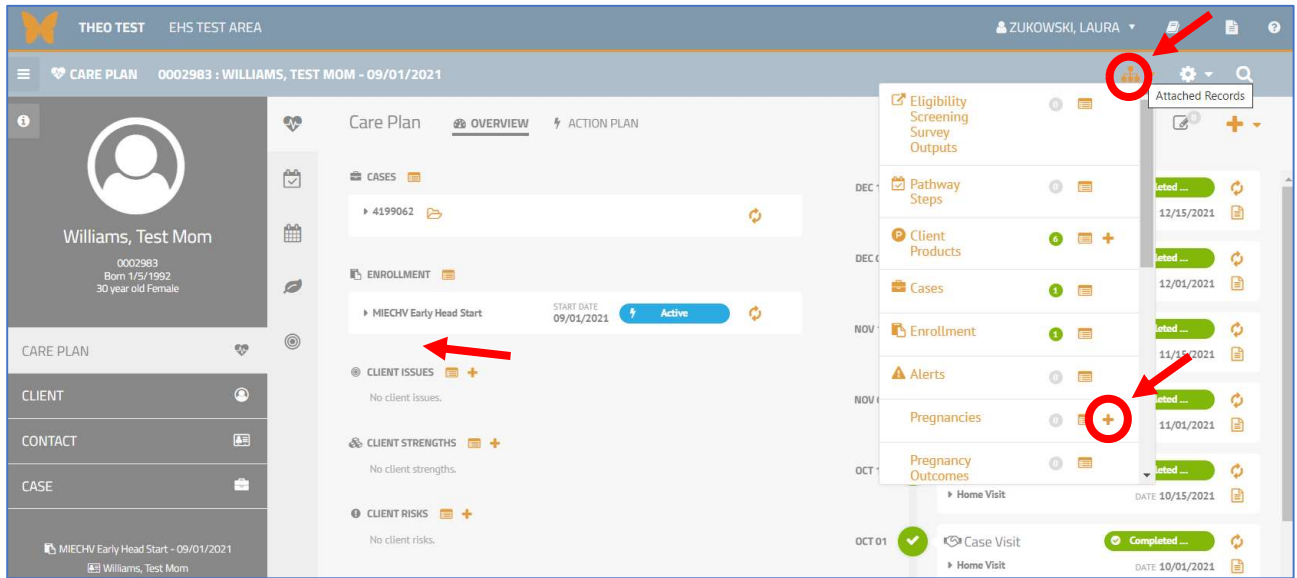 THEO TEST EHS TEST AREA ZUKOWSKI, LAURA
CARE PLAN 0002983 : WILLIAMS, TEST MOM - 09/01/2021
Attached Records
Williams, Test Mom
0002983
Born 1/5/1992
30 year old Female
CARE PLAN
CLIENT
CONTACT
CASE
MIECHV Early Head Start - 09/01/2021
Williams, Test Mom
Care Plan OVERVIEW ACTION PLAN
CASES
4199062
ENROLLMENT
MIECHV Early Head Start START DATE
09/01/2021 Active
CLIENT ISSUES
No client issues.
CLIENT STRENGTHS
No client strengths.
CLIENT RISKS
No client risks.
Eligibility
Screening
Survey
Outputs
0
Pathway
Steps
0
Client
Products
6
Cases 1
Enrollment 1
Alerts 0
Pregnancies 0
Pregnancy
Outcomes
0
0
DEC
12/15/2021
DEC
12/01/2021
NOV
11/15/2021
NOV
11/01/2021
OCT
Home Visit DATE 10/15/2021
OCT 01 Case Visit Completed ...
Home Visit DATE 10/01/2021